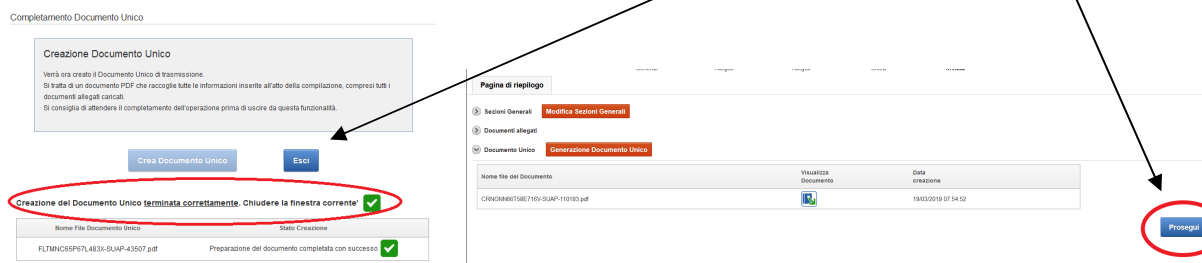 Completamento Documento Unico
Creazione Documento Unico
Verrà ora creato il Documento Unico di trasmissione.
Si tratta di un documento PDF che raccoglie tutte le informazioni inserite all'atto della compilazione, compresi tutti i
documenti allegati caricati.
Si consiglia di attendere il completamento dell'operazione prima di uscire da questa funzionalità.
Crea Documento Unico
Esci
Creazione del Documento Unico terminata correttamente. Chiudere la finestra corrente'
Nome File Documento Unico
Stato Creazione
FLTMNC65P67L483X-SUAP-43507.pdf
Preparazione del documento completata con successo
Pagina di riepilogo
Sezioni Generali
Modifica Sezioni Generali
Documenti allegati
Documento Unico
Generazione Documento Unico
Nome file del Documento
Visualizza
Documento
Data
creazione
CRNGNN68T58E716V-SUAP-110183.pdf
19/03/2019 07:54:52
Prosegui